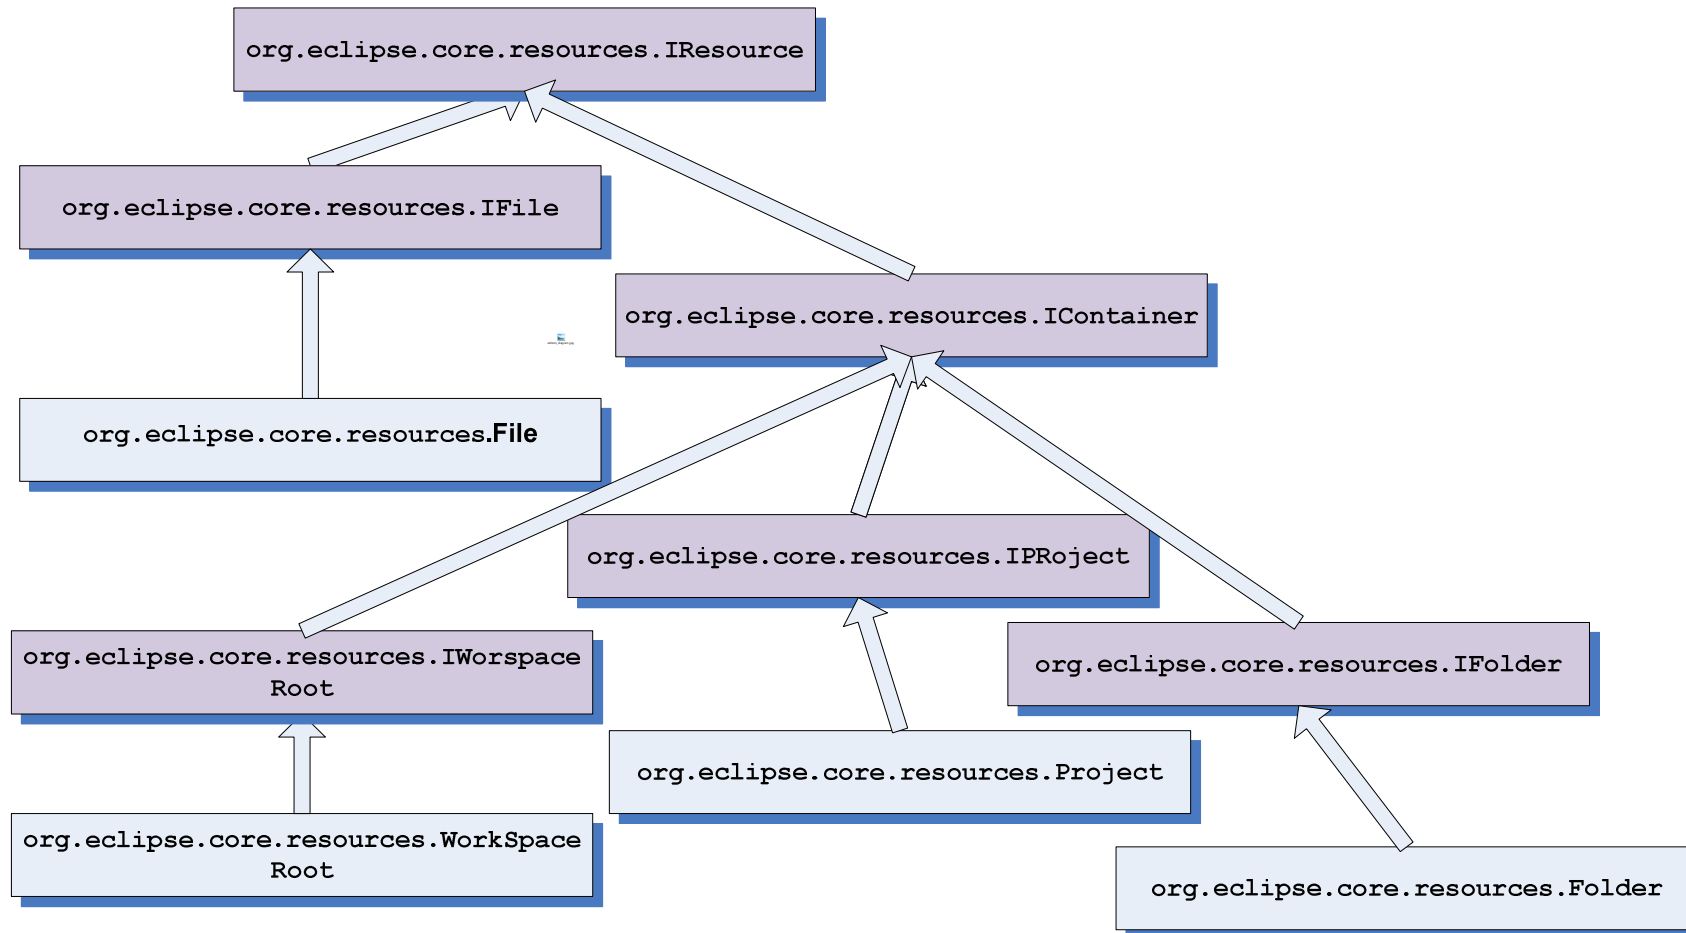 org.eclipse.core.resources.IResource
org.eclipse.core.resources.IFile
org.eclipse.core.resources.IContainer
org.eclipse.core.resources.File
org.eclipse.core.resources.IPRoject
org.eclipse.core.resources.IWorspace
Root
org.eclipse.core.resources.IFolder
org.eclipse.core.resources.Project
org.eclipse.core.resources.WorkSpace
Root
org.eclipse.core.resources.Folder